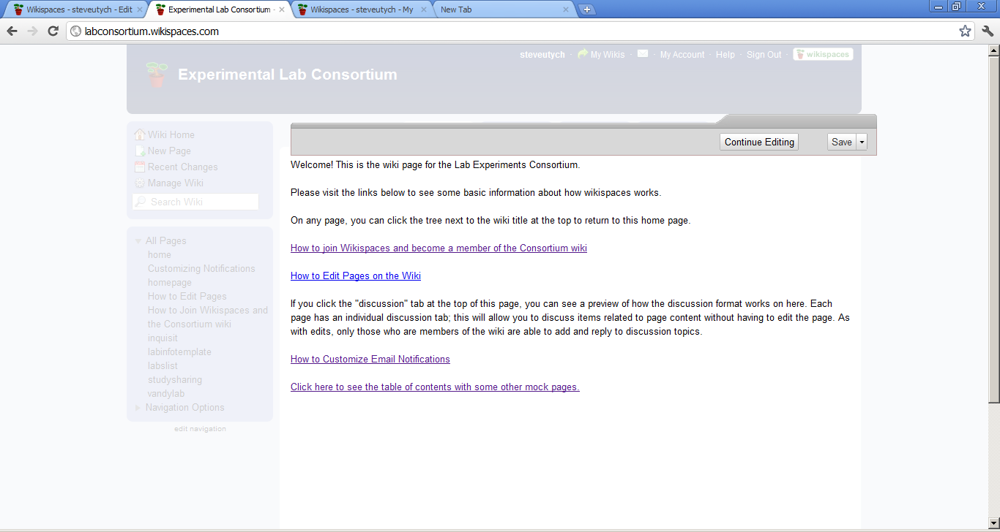 Wikispaces - steveutych - Edit
Experimental Lab Consortium -
Wikispaces - steveutych - My
New Tab
labconsortium.wikispaces.com
steveutych · My Wikis · · My Account · Help · Sign Out · wikispaces
Experimental Lab Consortium
Wiki Home
New Page
Recent Changes
Manage Wiki
Search Wiki
All Pages
home
Customizing Notifications
homepage
How to Edit Pages
How to Join Wikispaces and
the Consortium wiki
inquisit
labinfotemplate
labslist
studysharing
vandylab
Navigation Options
edit navigation
Continue Editing
Save
Welcome! This is the wiki page for the Lab Experiments Consortium.
Please visit the links below to see some basic information about how wikispaces works.
On any page, you can click the tree next to the wiki title at the top to return to this home page.
How to join Wikispaces and become a member of the Consortium wiki
How to Edit Pages on the Wiki
If you click the "discussion" tab at the top of this page, you can see a preview of how the discussion format works on here. Each
page has an individual discussion tab; this will allow you to discuss items related to page content without having to edit the page. As
with edits, only those who are members of the wiki are able to add and reply to discussion topics.
How to Customize Email Notifications
Click here to see the table of contents with some other mock pages.